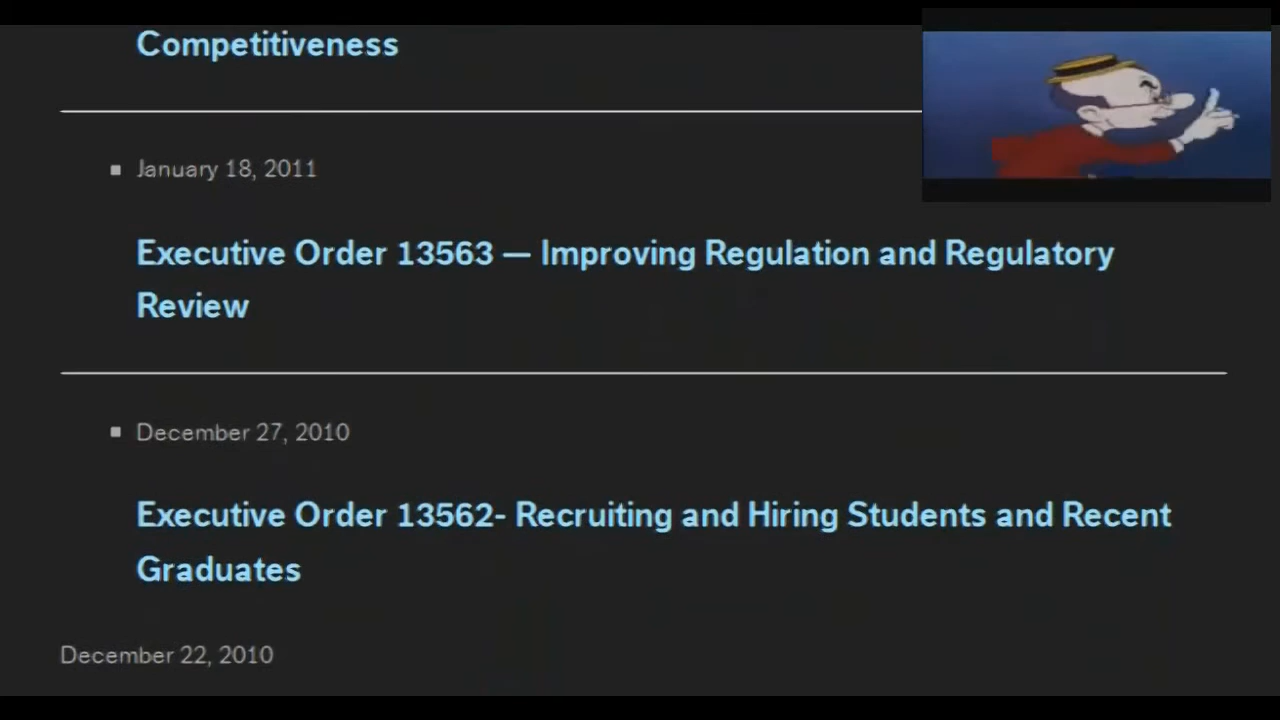 Competitiveness
January 18, 2011
Executive Order 13563 — Improving Regulation and Regulatory
Review
December 27, 2010
Executive Order 13562- Recruiting and Hiring Students and Recent
Graduates
December 22, 2010